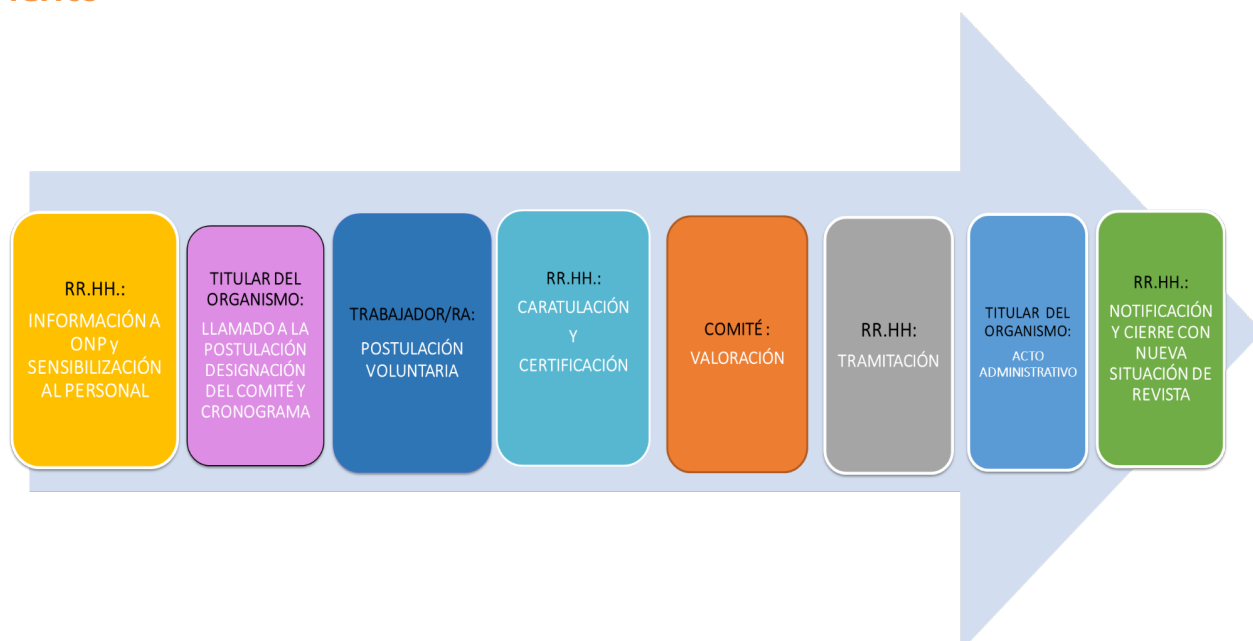 RR.HH.:
INFORMACIÓN A
ONP y
SENSIBILIZACIÓN
AL PERSONAL
TITULAR DEL
ORGANISMO:
LLAMADO A LA
POSTULACIÓN
DESIGNACIÓN
DEL COMITÉ Y
CRONOGRAMA
TRABAJADOR/RA:
POSTULACIÓN
VOLUNTARIA
RR.HH.:
CARATULACIÓN
Y
CERTIFICACIÓN
COMITÉ :
VALORACIÓN
RR.HH:
TRAMITACIÓN
TITULAR DEL
ORGANISMO:
ACTO
ADMINISTRATIVO
RR.HH.:
NOTIFICACIÓN
Y CIERRE CON
NUEVA
SITUACIÓN DE
REVISTA